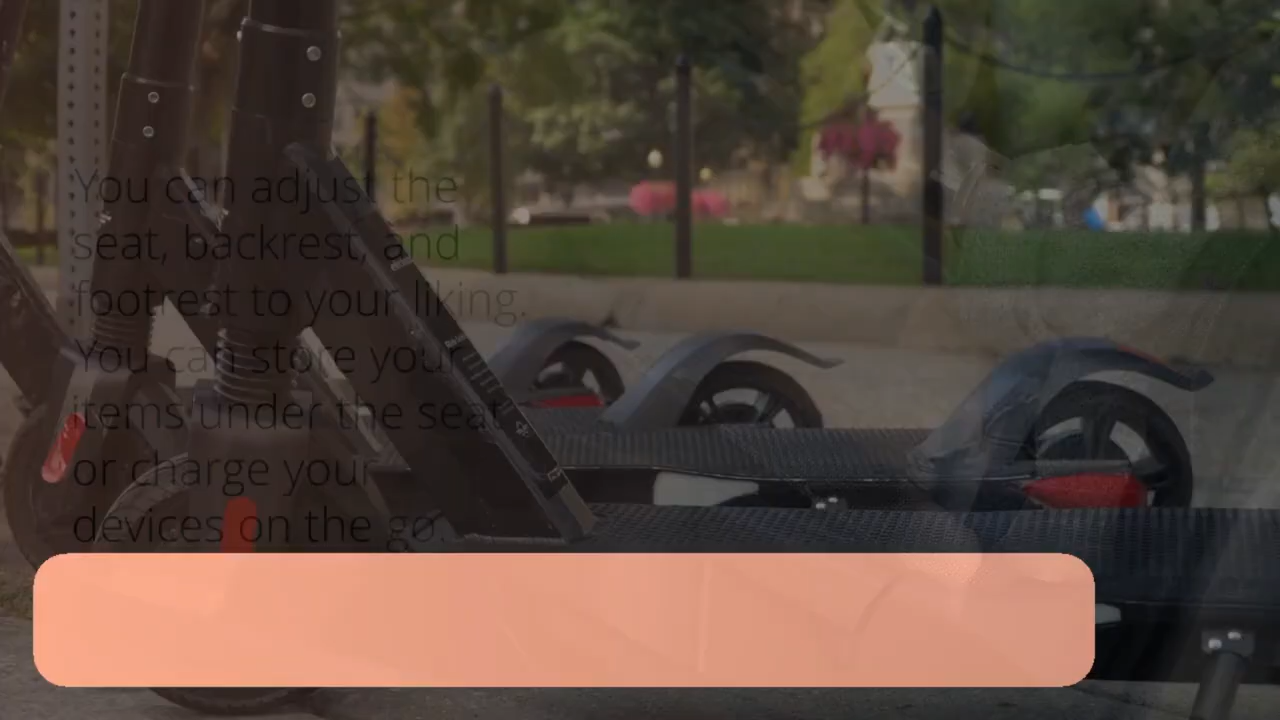 You can adjust the
seat, backrest, and
footrest to your liking.
You can store your
items under the seat
or charge your
devices on the go.